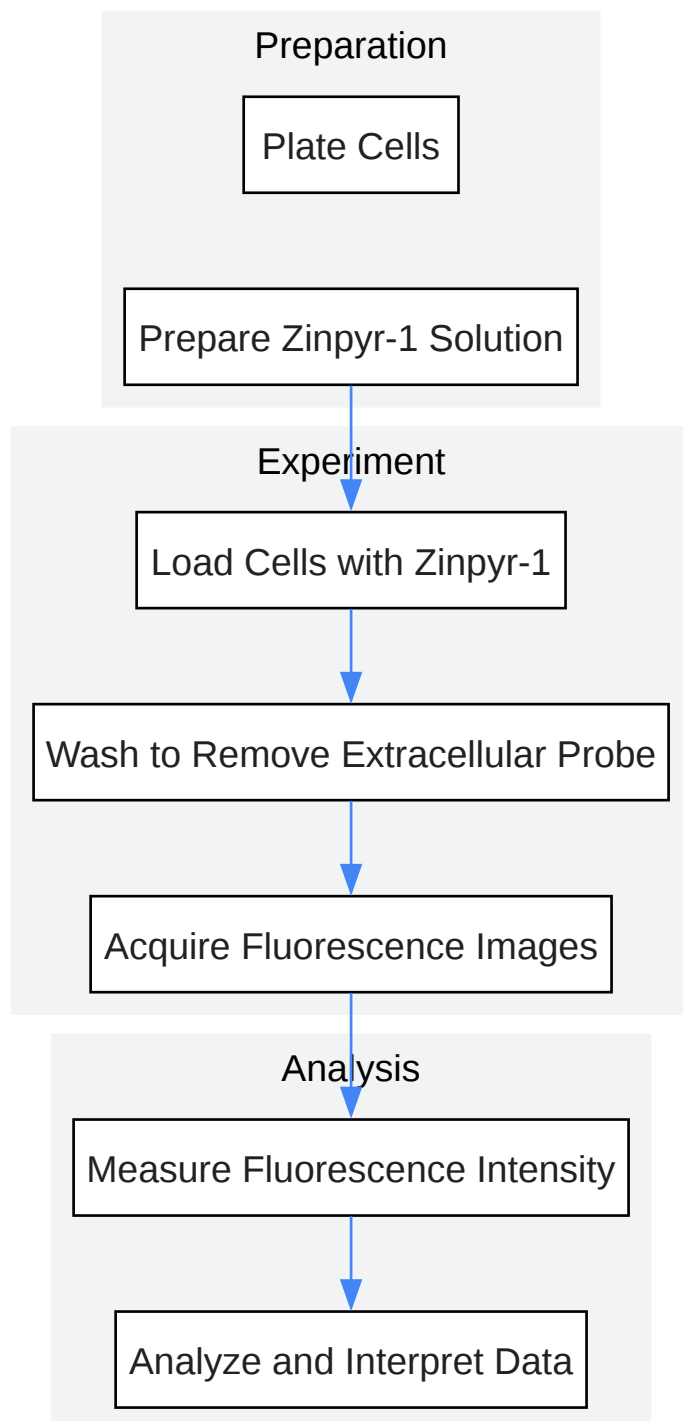 Preparation
Plate Cells
Prepare Zinpyr-1 Solution
Experiment
Load Cells with Zinpyr-1
Wash to Remove Extracellular Probe
Acquire Fluorescence Images
Analysis
Measure Fluorescence Intensity
Analyze and Interpret Data